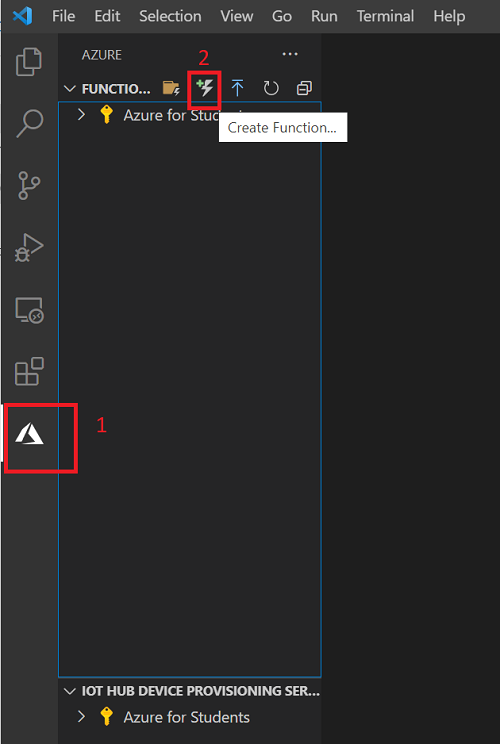 File Edit Selection View Go Run Terminal Help
AZURE ...
2
FUNCTIO...
Azure for Stud
Create Function...
1
IOT HUB DEVICE PROVISIONING SER...
Azure for Students